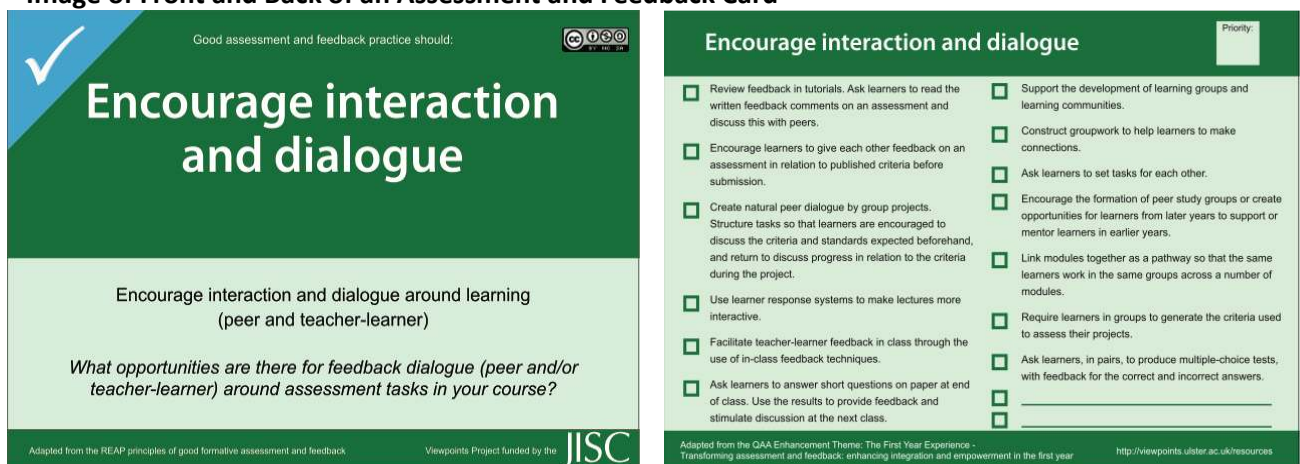 Image of Front and Back of an Assessment and Feedback Card
Good assessment and feedback practice should:
cc
BY NC SA
Encourage interaction
and dialogue
Encourage interaction and dialogue around learning
(peer and teacher-learner)
What opportunities are there for feedback dialogue (peer and/or
teacher-learner) around assessment tasks in your course?
Adapted from the REAP principles of good formative assessment and feedback
Viewpoints Project funded by the JISC
Encourage interaction and dialogue
Priority:
Review feedback in tutorials. Ask learners to read the
written feedback comments on an assessment and
discuss this with peers.
Encourage learners to give each other feedback on an
assessment in relation to published criteria before
submission.
Create natural peer dialogue by group projects.
Structure tasks so that learners are encouraged to
discuss the criteria and standards expected beforehand,
and return to discuss progress in relation to the criteria
during the project.
Use learner response systems to make lectures more
interactive.
Facilitate teacher-learner feedback in class through the
use of in-class feedback techniques.
Ask learners to answer short questions on paper at end
of class. Use the results to provide feedback and
stimulate discussion at the next class.
Support the development of learning groups and
learning communities.
Construct groupwork to help learners to make
connections.
Ask learners to set tasks for each other.
Encourage the formation of peer study groups or create
opportunities for learners from later years to support or
mentor learners in earlier years.
Link modules together as a pathway so that the same
learners work in the same groups across a number of
modules.
Require learners in groups to generate the criteria used
to assess their projects.
Ask learners, in pairs, to produce multiple-choice tests,
with feedback for the correct and incorrect answers.
Adapted from the QAA Enhancement Theme: The First Year Experience -
Transforming assessment and feedback: enhancing integration and empowerment in the first year
http://viewpoints.ulster.ac.uk/resources